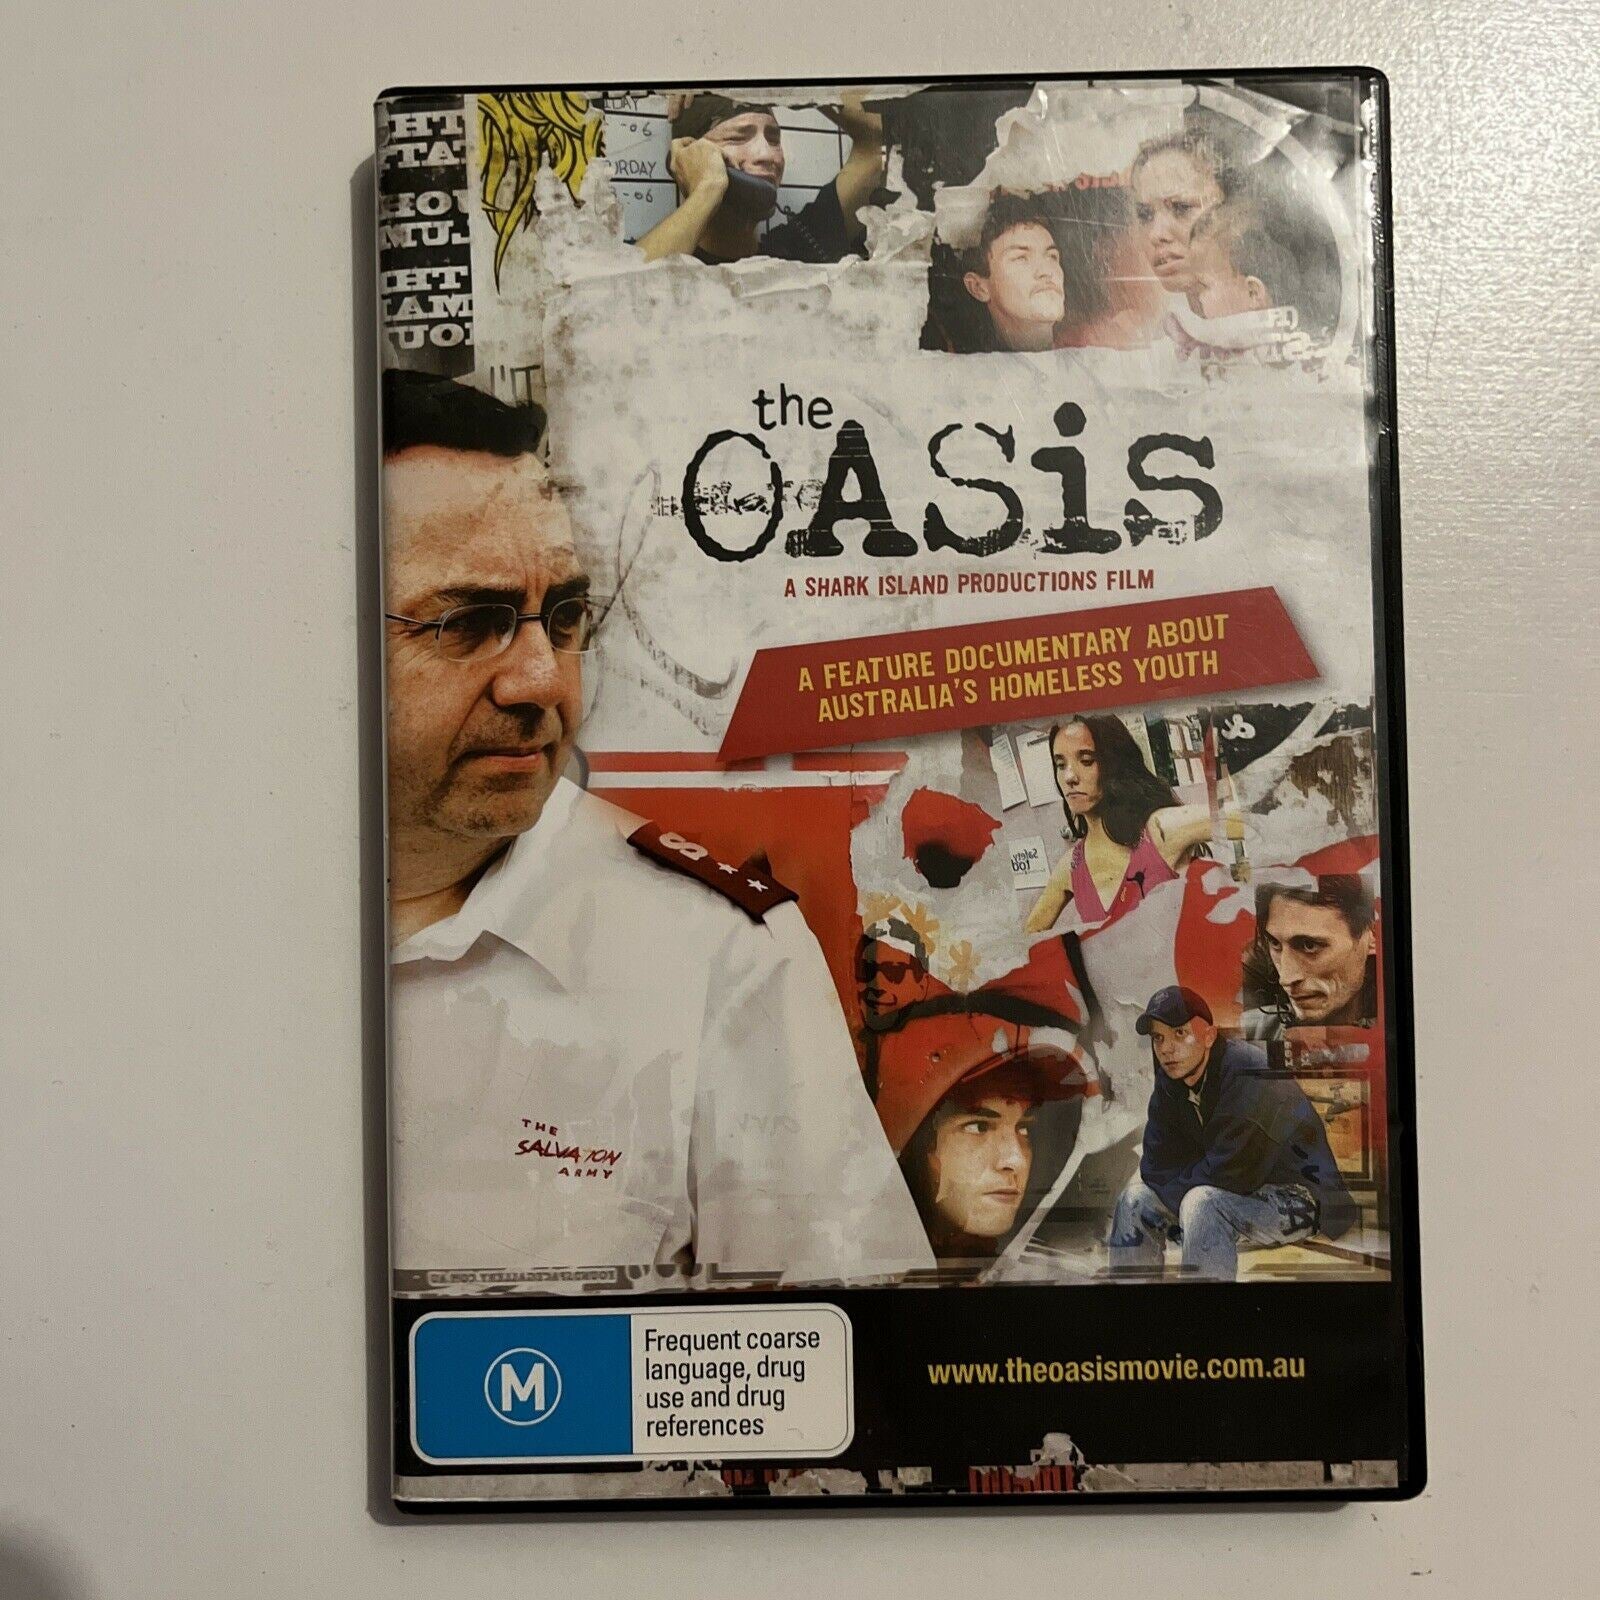 the
OASiS
A SHARK ISLAND PRODUCTIONS FILM
A FEATURE DOCUMENTARY ABOUT
AUSTRALIA'S HOMELESS YOUTH
THE
SALVATION
ARMY
M
Frequent coarse
language, drug
use and drug
references
www.theoasismovie.com.au